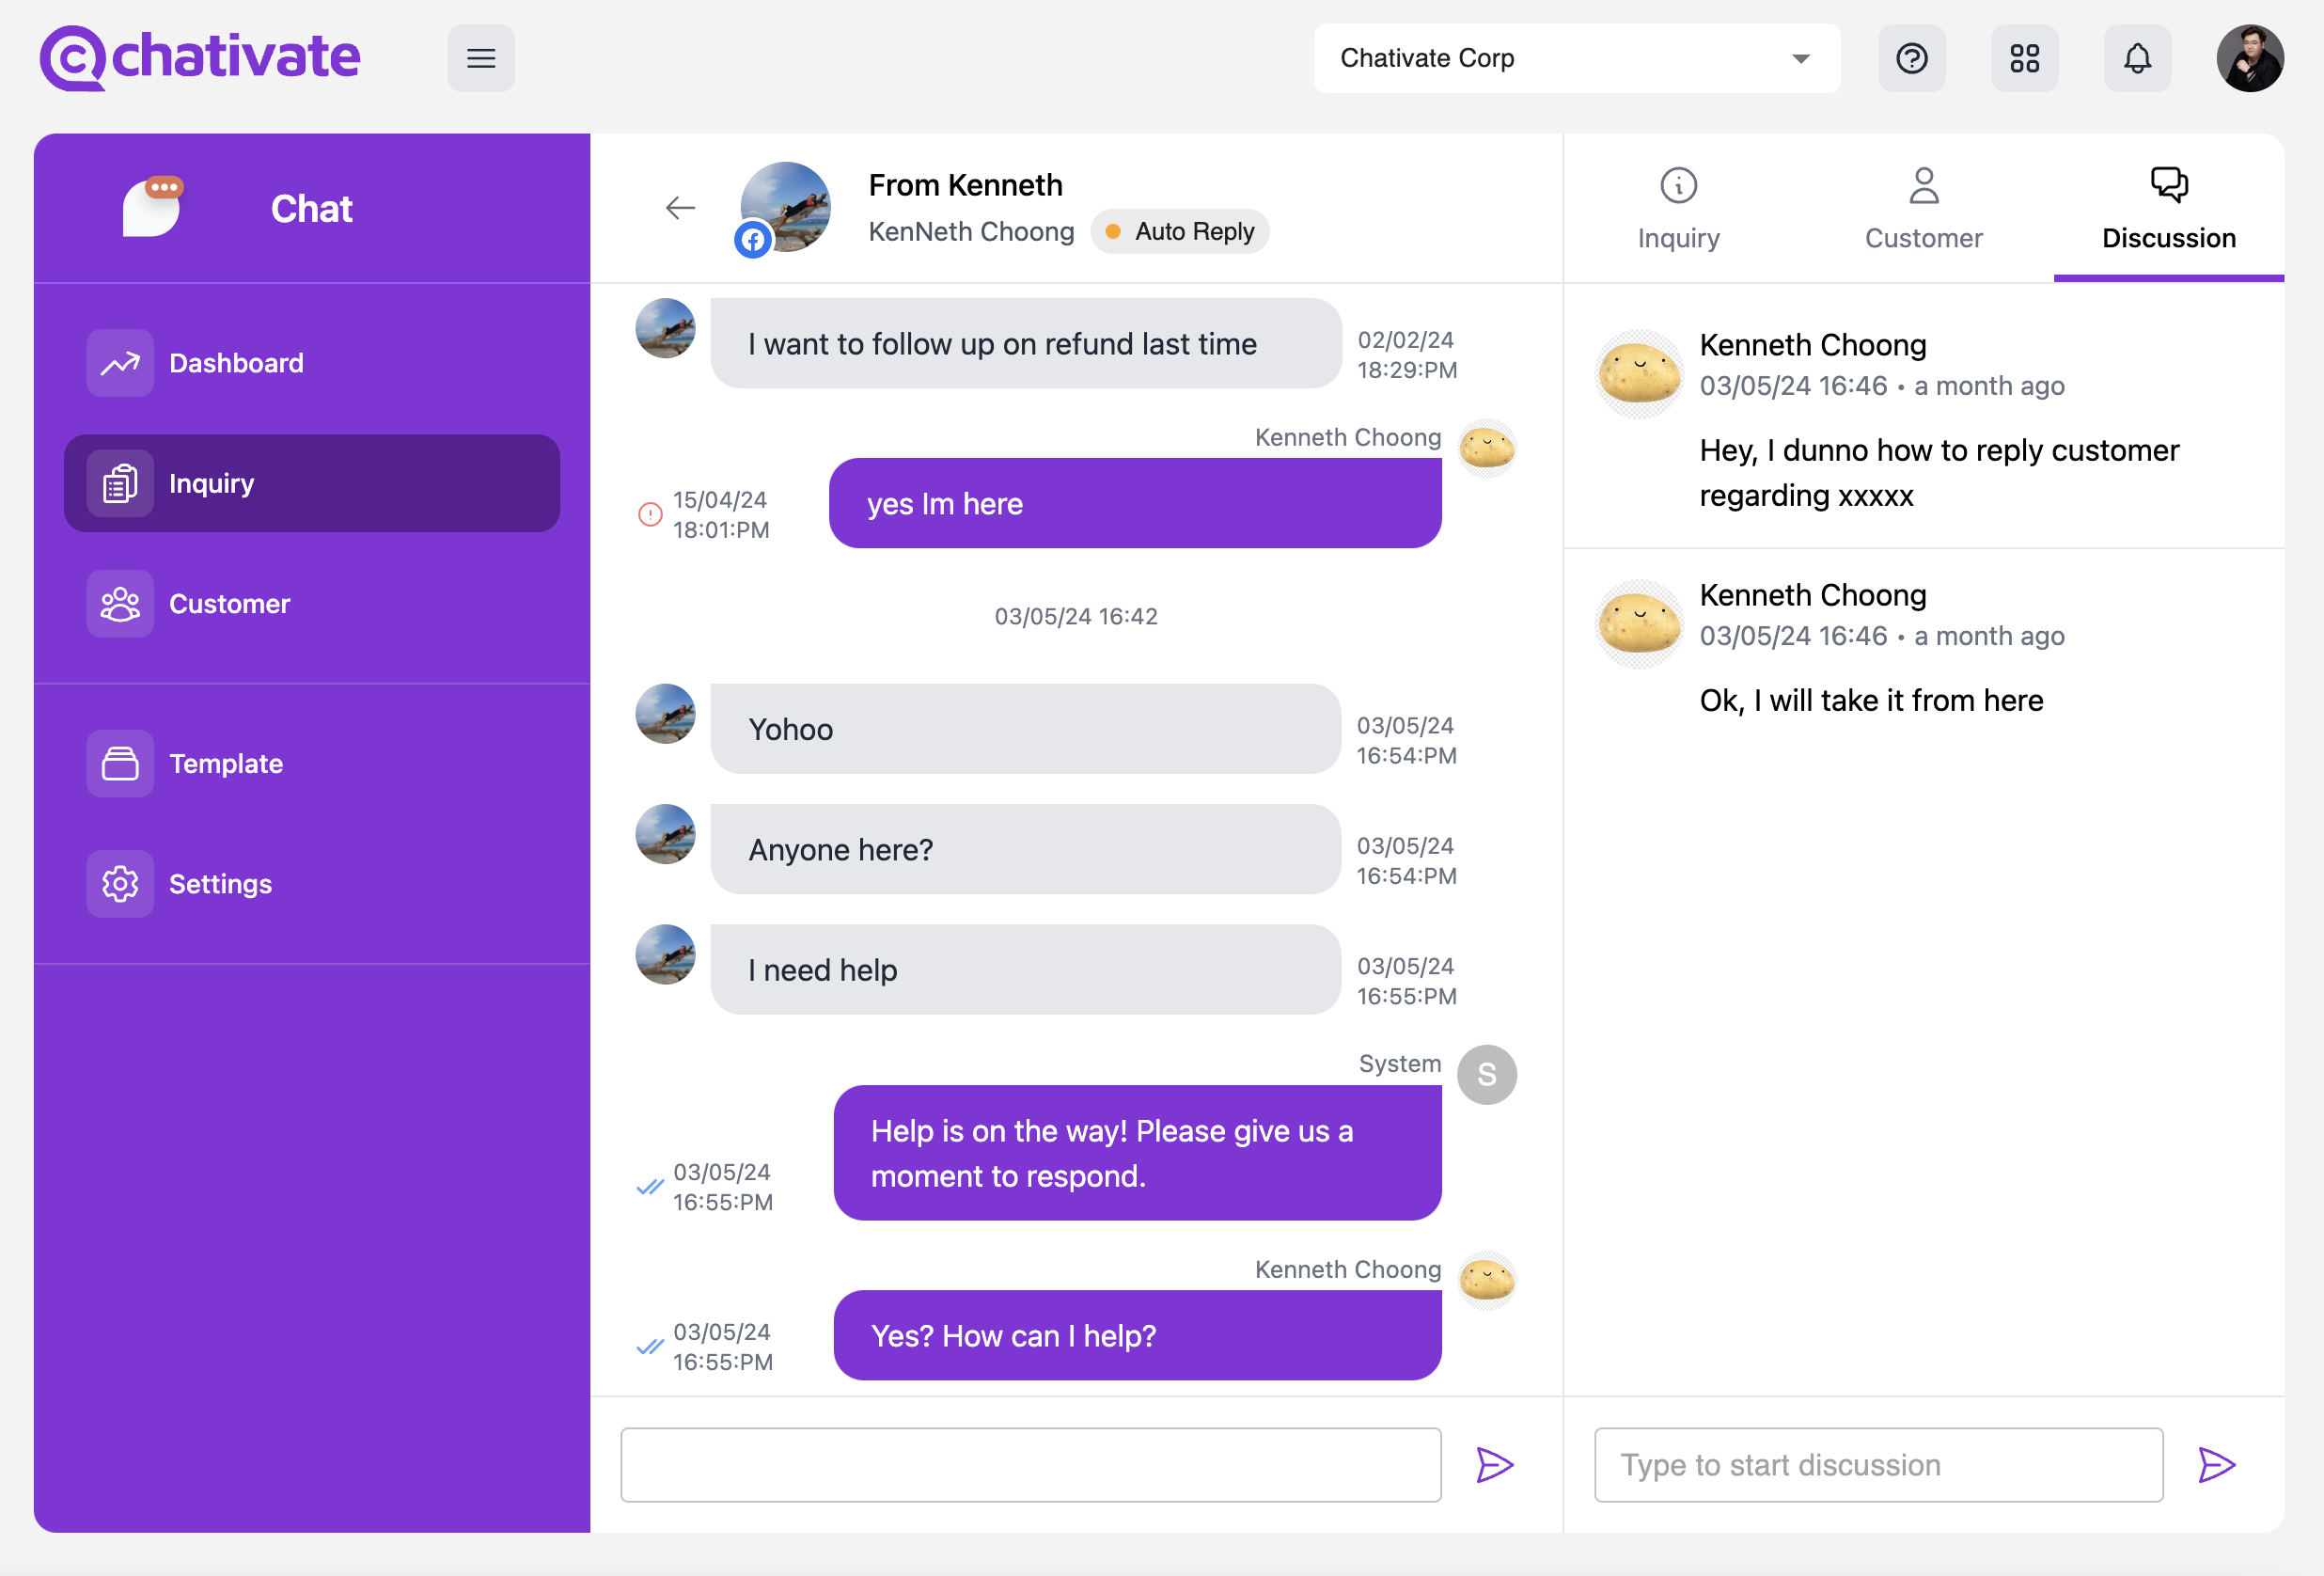 chativate
Chativate Corp
Chat
Dashboard
Inquiry
Customer
Template
Settings
From Kenneth
KenNeth Choong
Auto Reply
I want to follow up on refund last time
02/02/24
18:29:PM
Kenneth Choong
yes Im here
15/04/24
18:01:PM
03/05/24 16:42
Yohoo
03/05/24
16:54:PM
Anyone here?
03/05/24
16:54:PM
I need help
03/05/24
16:55:PM
System
S
Help is on the way! Please give us a
moment to respond.
03/05/24
16:55:PM
Kenneth Choong
Yes? How can I help?
03/05/24
16:55:PM
Inquiry
Customer
Discussion
Kenneth Choong
03/05/24 16:46 • a month ago
Hey, I dunno how to reply customer
regarding xxxxx
Kenneth Choong
03/05/24 16:46 • a month ago
Ok, I will take it from here
Type to start discussion